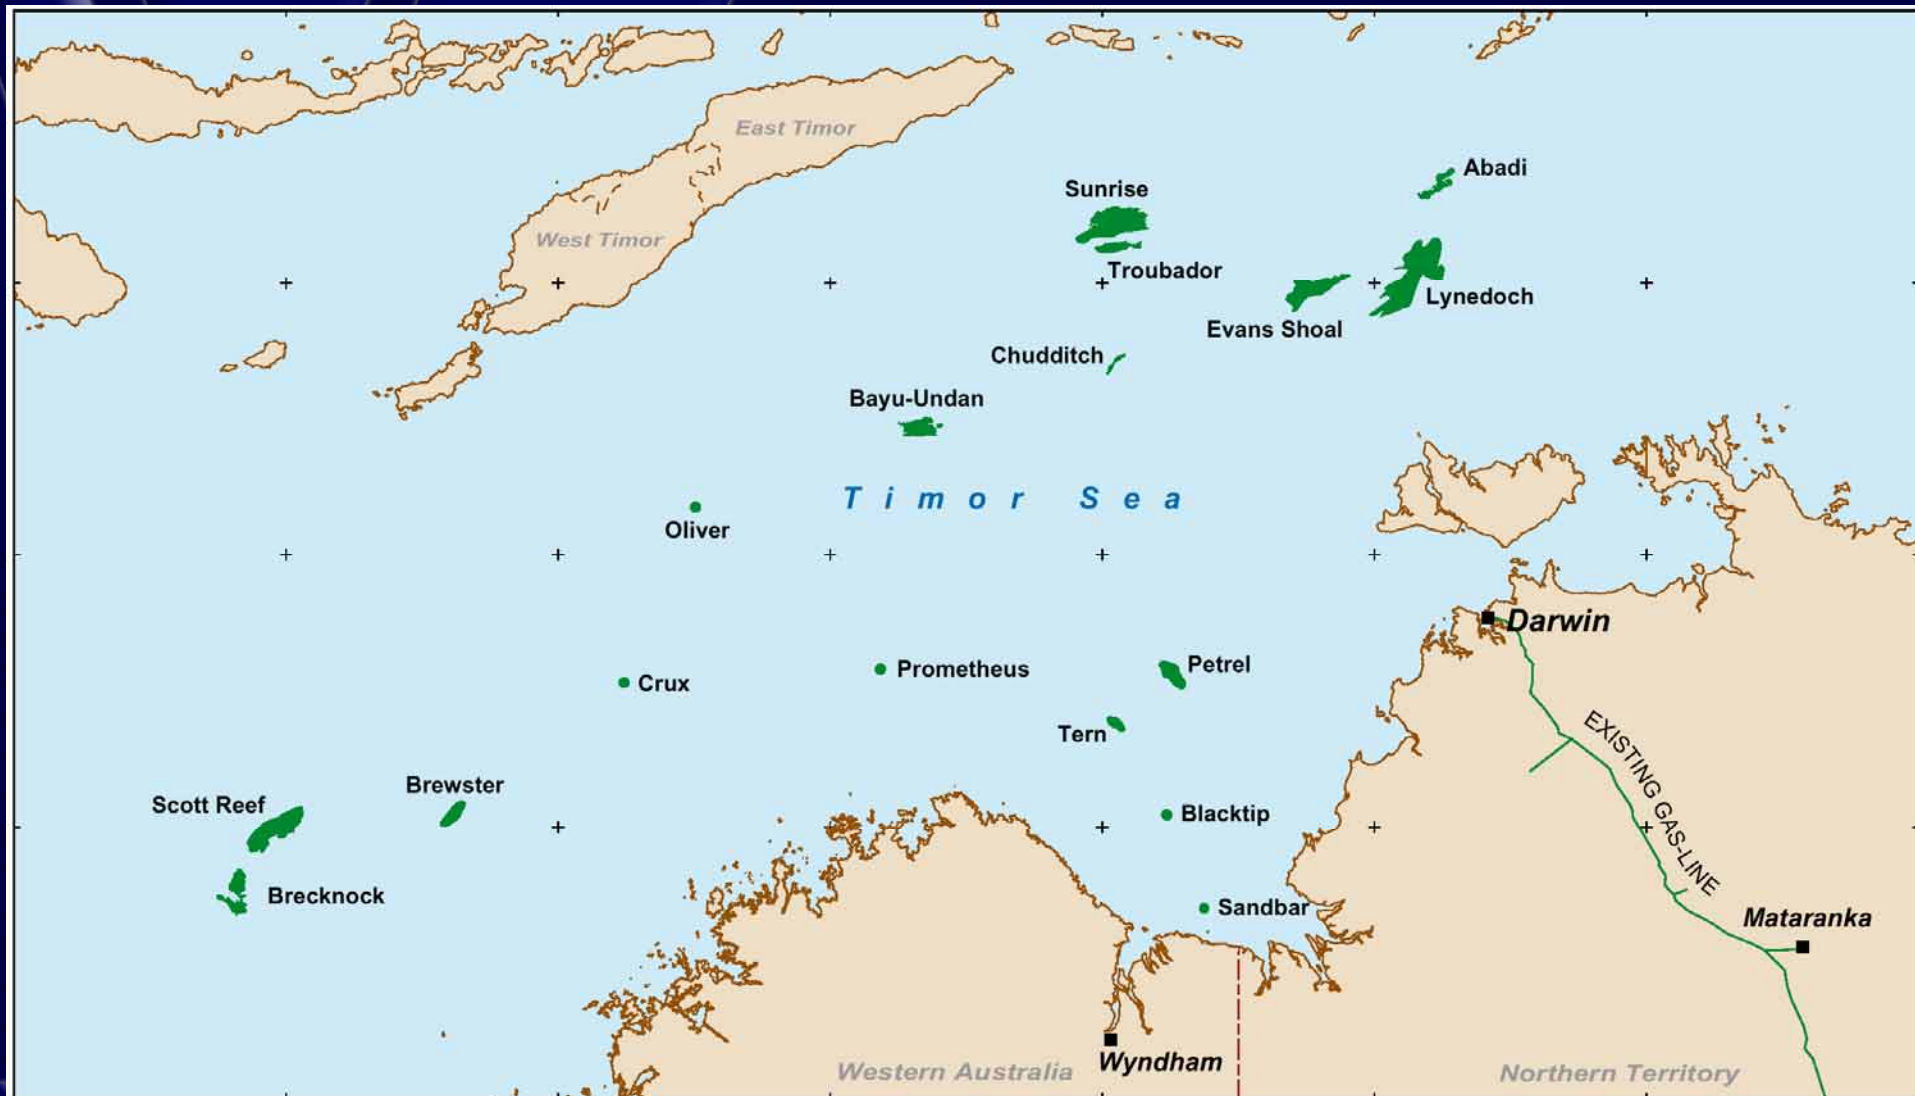 East Timor
Abadi
Sunrise
West Timor
Troubador
Lynedoch
Evans Shoal
Chudditch
Bayu-Undan
Timor Sea
Oliver
Darwin
Petrel
Prometheus
Crux
EXISTING GAS-LINE
Tern
Brewster
Scott Reef
Blacktip
Brecknock
Sandbar
Mataranka
Wyndham
Western Australia
Northern Territory